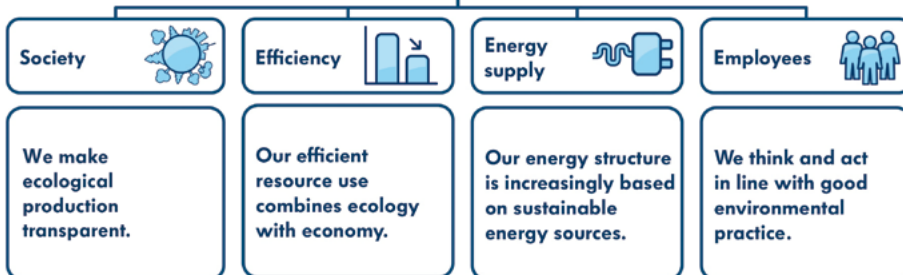 Society
Efficiency
Energy
supply
Employees
We make
ecological
production
transparent.
Our efficient
resource use
combines ecology
with economy.
Our energy structure
is increasingly based
on sustainable
energy sources.
We think and act
in line with good
environmental
practice.